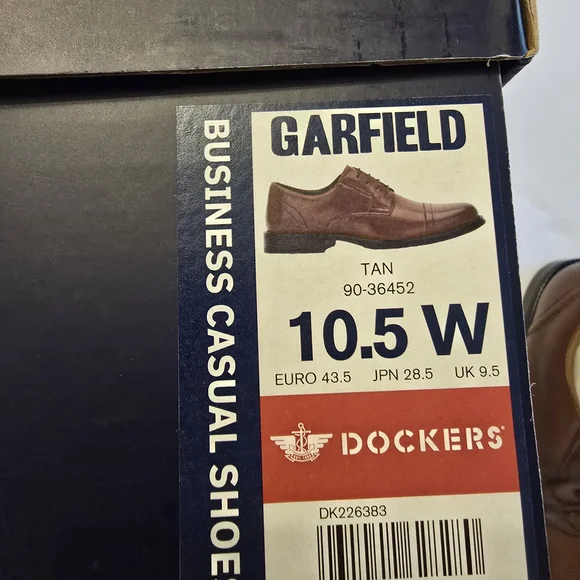 BUSINESS CASUAL SHOES
GARFIELD
TAN
90-36452
10.5 W
EURO 43.5 JPN 28.5 UK 9.5
DOCKERS®
DK226383